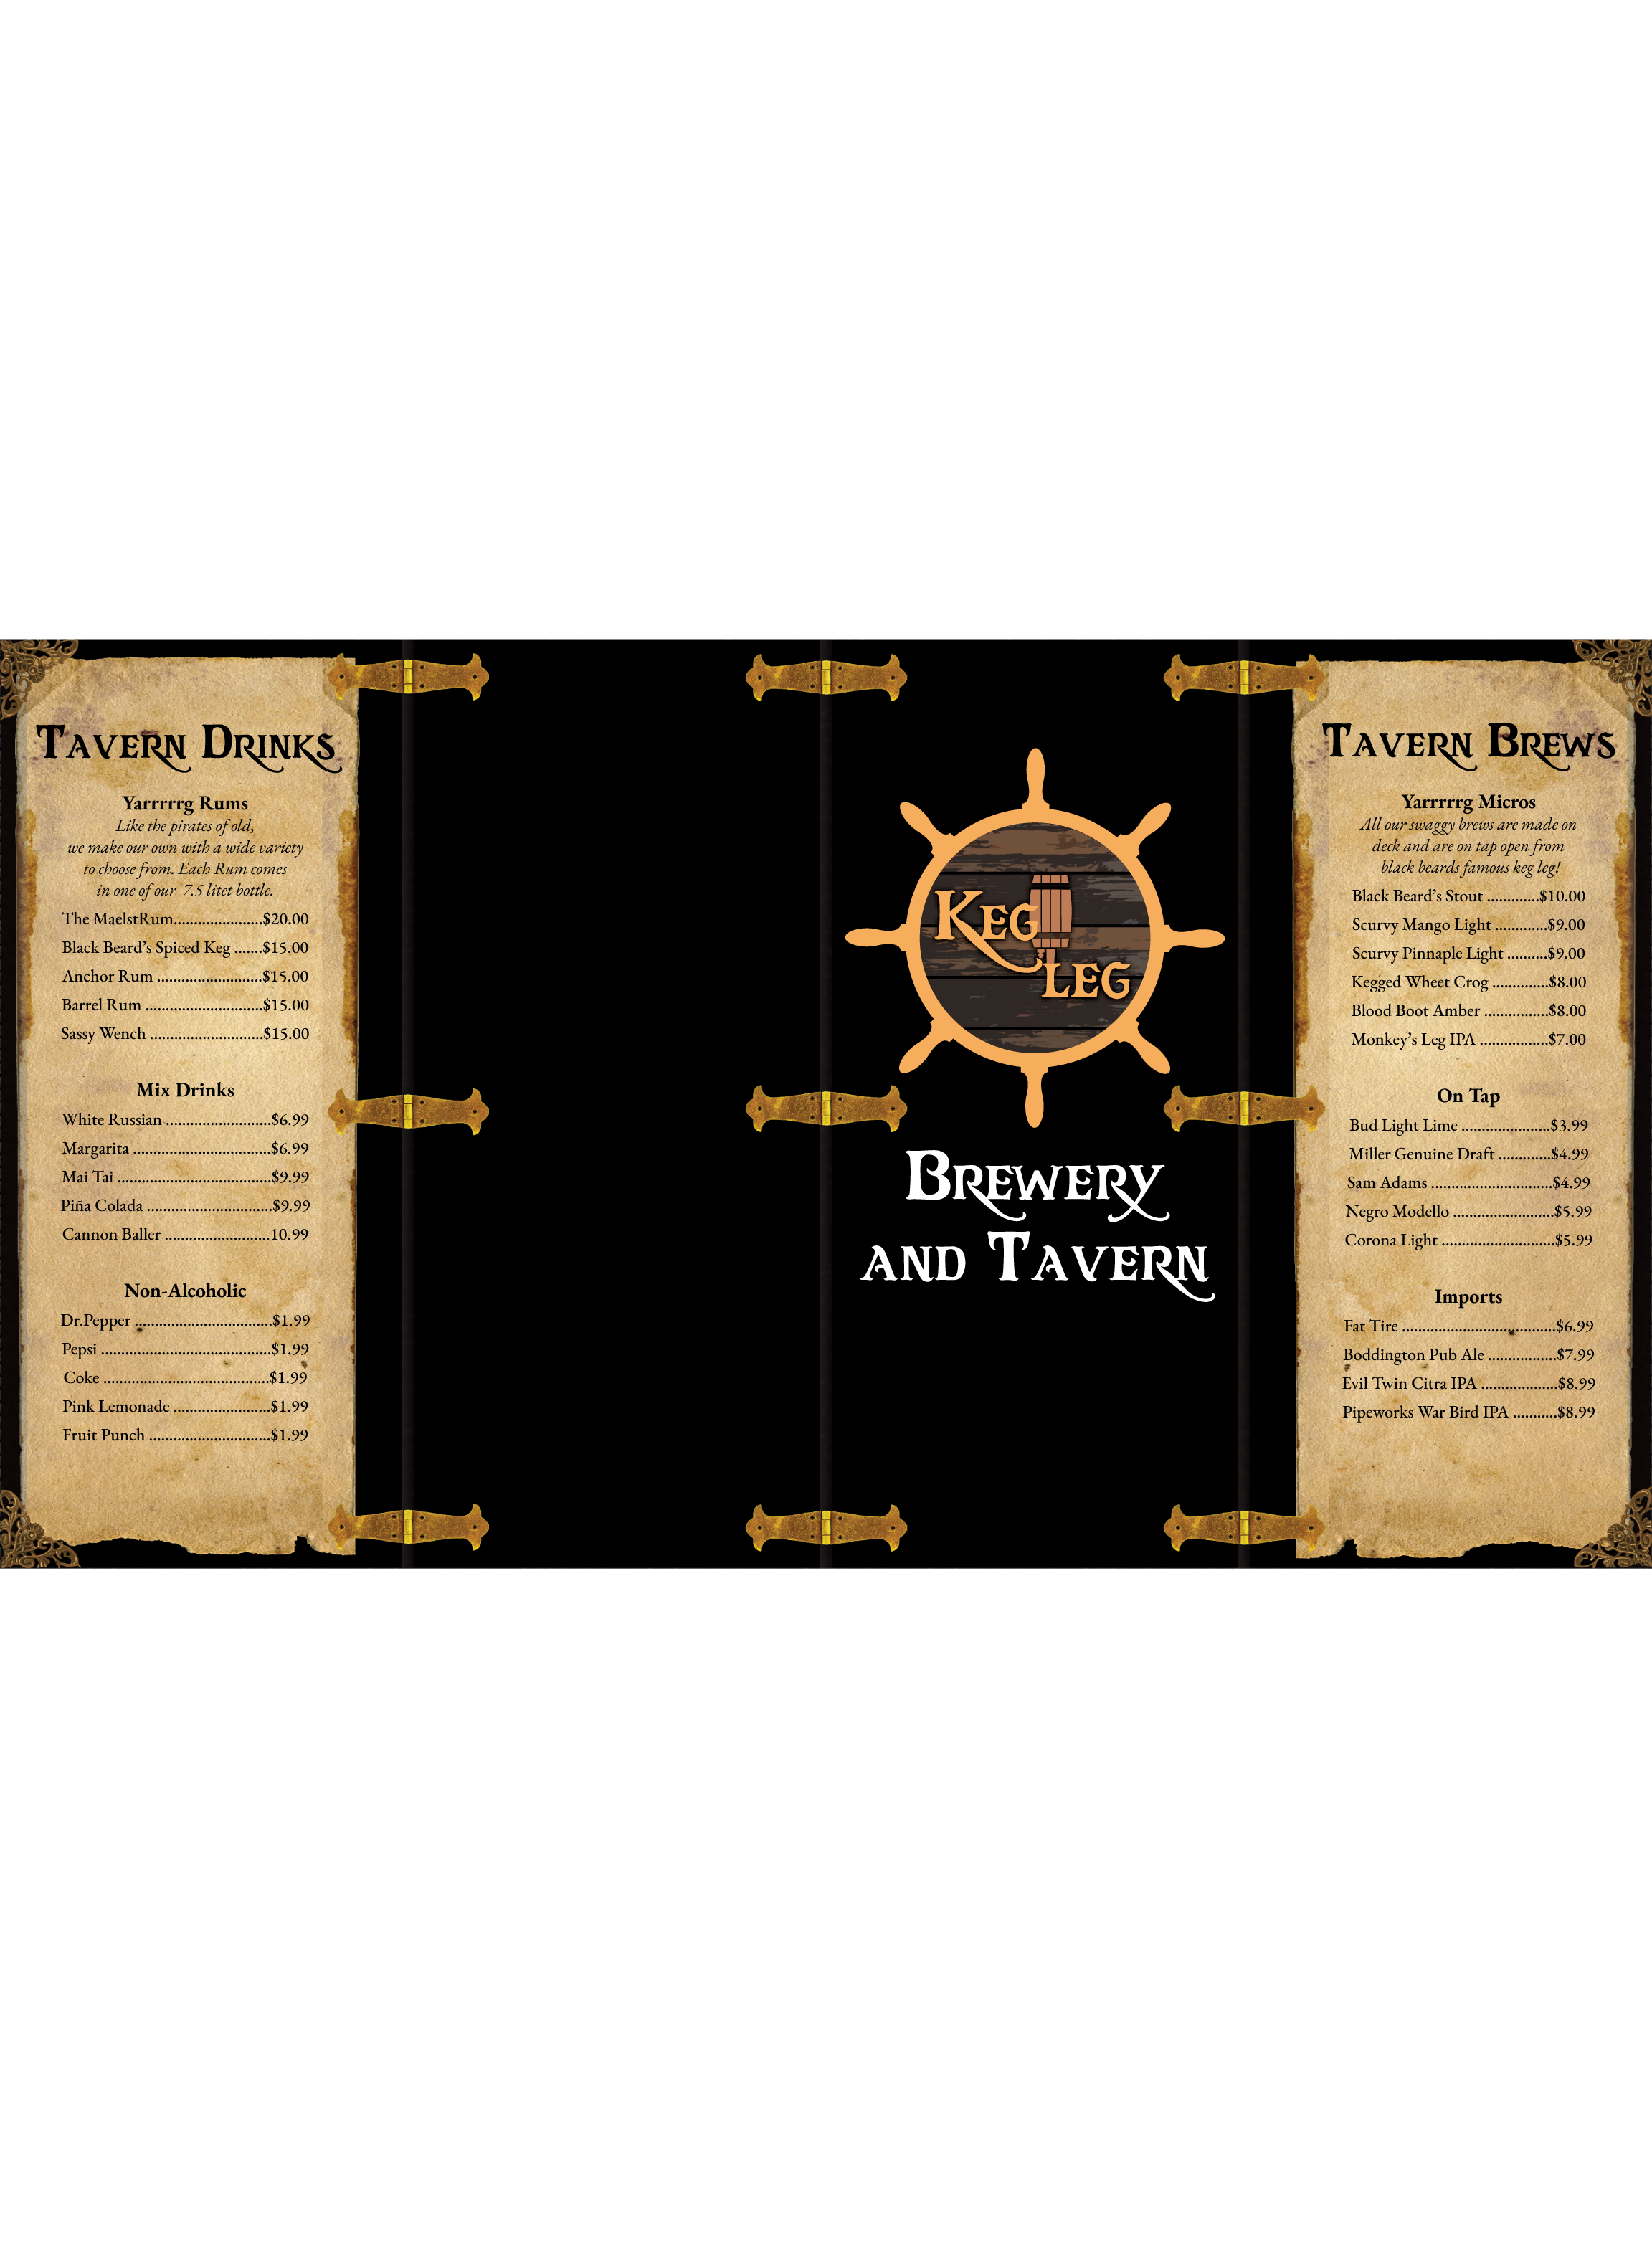 Tavern Drinks
Yarrrrrg Rums
Like the pirates of old,
we make our own with a wide variety
to choose from. Each Rum comes
in one of our 7.5 litet bottle.
The MaelstRum......................$20.00
Black Beard's Spiced Keg .......$15.00
Anchor Rum ..........................$15.00
Barrel Rum .............................$15.00
Sassy Wench ............................$15.00
Mix Drinks
White Russian ..........................$6.99
Margarita ..................................$6.99
Mai Tai ......................................$9.99
Piña Colada ...............................$9.99
Cannon Baller ..........................10.99
Non-Alcoholic
Dr.Pepper ..................................$1.99
Pepsi ..........................................$1.99
Coke .........................................$1.99
Pink Lemonade ........................$1.99
Fruit Punch ..............................$1.99
Keg
Leg
Brewery
and Tavern
Tavern Brews
Yarrrrrg Micros
All our swaggy brews are made on
deck and are on tap open from
black beards famous keg leg!
Black Beard's Stout .............$10.00
Scurvy Mango Light .............$9.00
Scurvy Pinnaple Light ..........$9.00
Kegged Wheet Crog ..............$8.00
Blood Boot Amber ................$8.00
Monkey's Leg IPA .................$7.00
On Tap
Bud Light Lime ......................$3.99
Miller Genuine Draft .............$4.99
Sam Adams ..............................$4.99
Negro Modello .........................$5.99
Corona Light ............................$5.99
Imports
Fat Tire ......................................$6.99
Boddington Pub Ale .................$7.99
Evil Twin Citra IPA ...................$8.99
Pipeworks War Bird IPA ...........$8.99